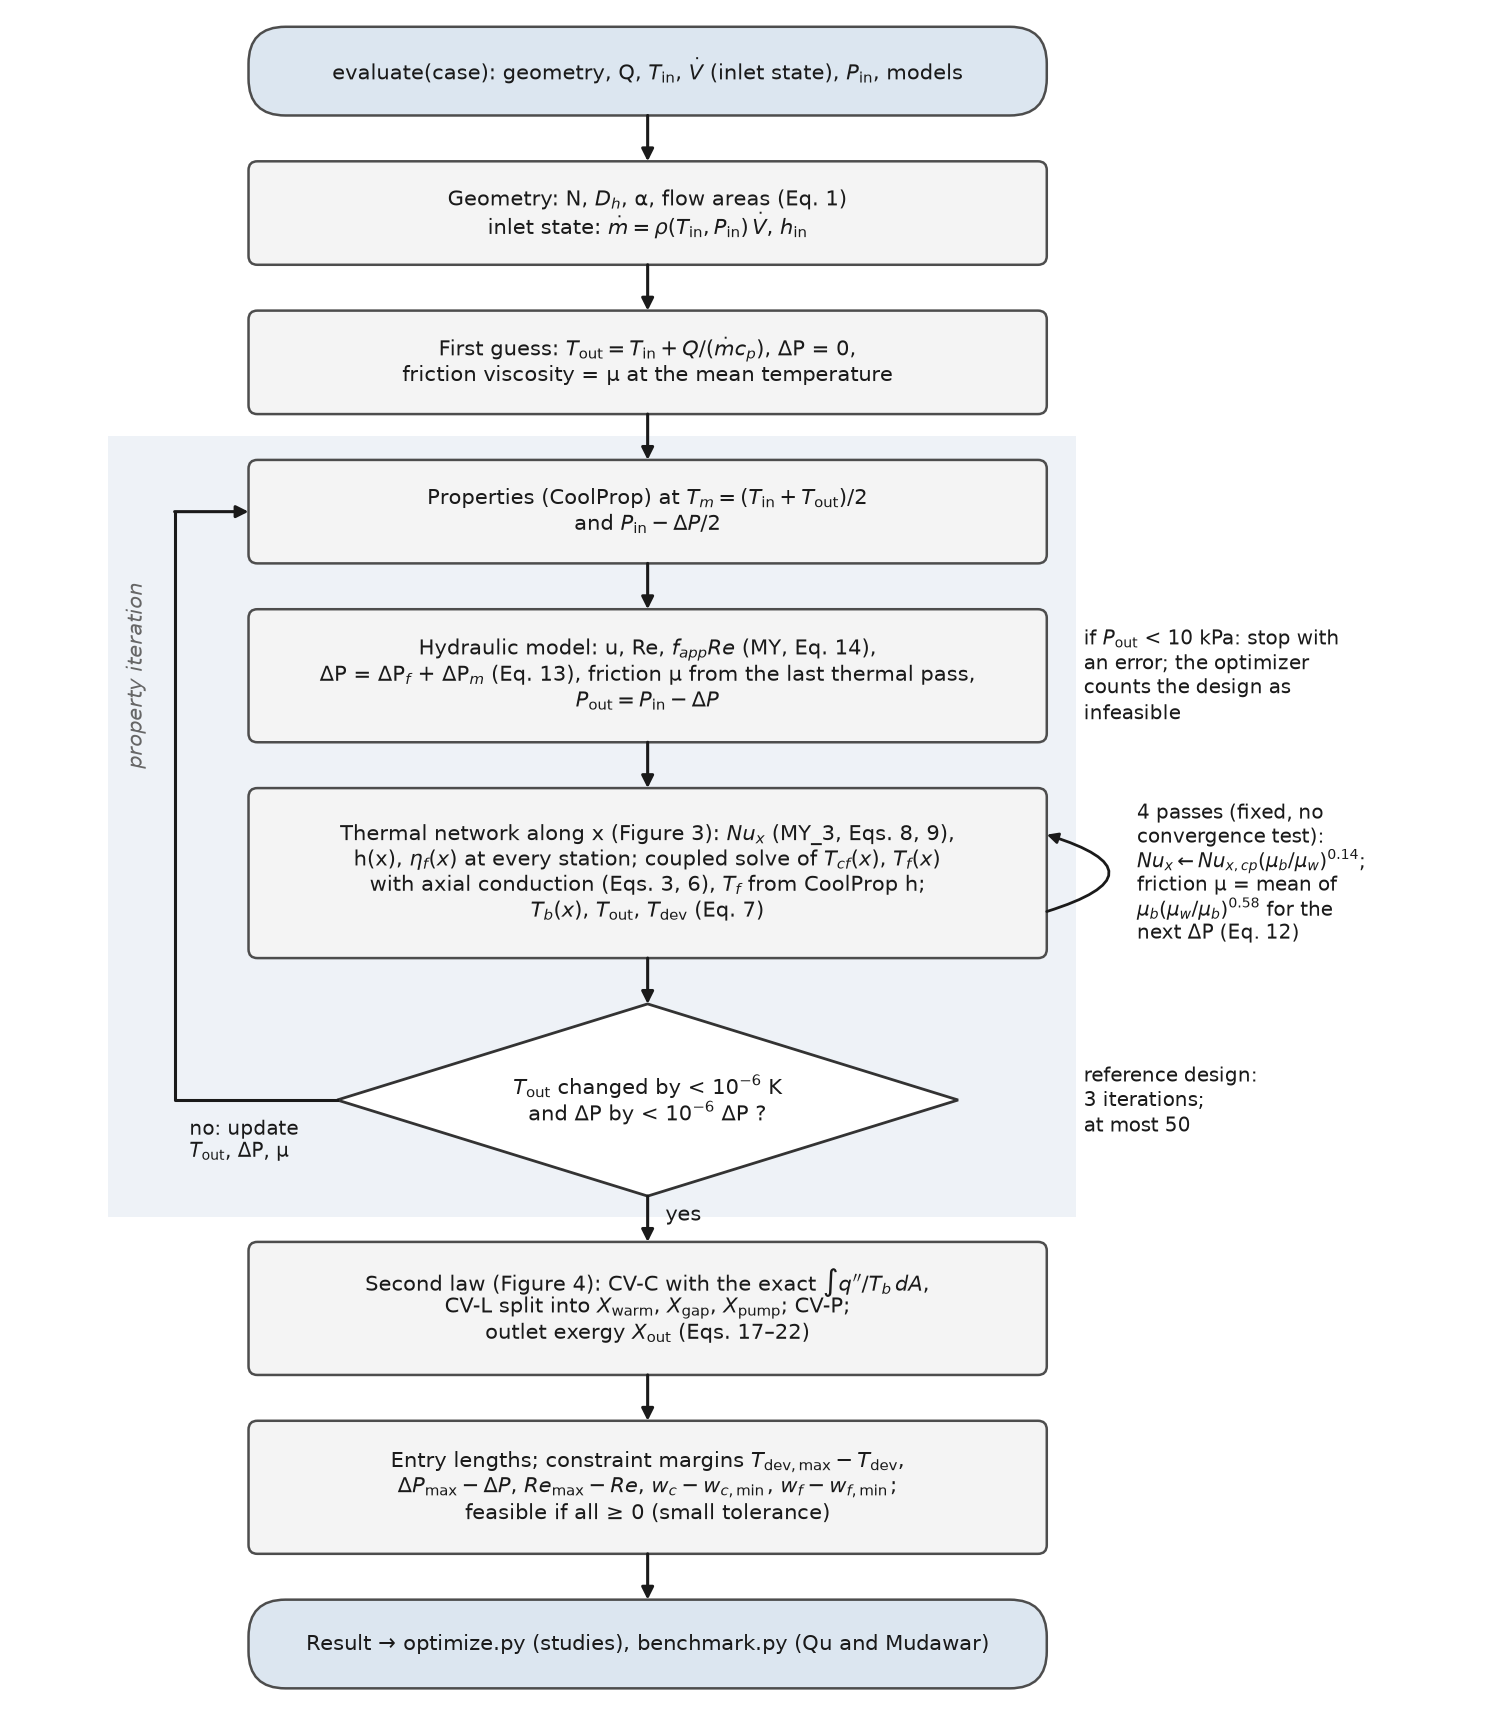 evaluate(case): geometry, Q, T_in, V̇ (inlet state), P_in, models
Geometry: N, D_h, α, flow areas (Eq. 1)
inlet state: ṁ = ρ(T_in, P_in) V̇, h_in
First guess: T_out = T_in + Q/(ṁc_p), ΔP = 0,
friction viscosity = μ at the mean temperature
property iteration
Properties (CoolProp) at T_m = (T_in + T_out)/2
and P_in − ΔP/2
Hydraulic model: u, Re, f_app Re (MY, Eq. 14),
ΔP = ΔP_f + ΔP_m (Eq. 13), friction μ from the last thermal pass,
P_out = P_in − ΔP
if P_out < 10 kPa: stop with
an error; the optimizer
counts the design as
infeasible
Thermal network along x (Figure 3): Nu_x (MY_3, Eqs. 8, 9),
h(x), η_f(x) at every station; coupled solve of T_cf(x), T_f(x)
with axial conduction (Eqs. 3, 6), T_f from CoolProp h;
T_b(x), T_out, T_dev (Eq. 7)
4 passes (fixed, no
convergence test):
Nu_x ← Nu_x,cp(μ_b/μ_w)^0.14;
friction μ = mean of
μ_b(μ_w/μ_b)^0.58 for the
next ΔP (Eq. 12)
T_out changed by < 10^−6 K
and ΔP by < 10^−6 ΔP ?
reference design:
3 iterations;
at most 50
no: update
T_out, ΔP, μ
yes
Second law (Figure 4): CV-C with the exact ∫q″/T_b dA,
CV-L split into X_warm, X_gap, X_pump; CV-P;
outlet exergy X_out (Eqs. 17–22)
Entry lengths; constraint margins T_dev,max − T_dev,
ΔP_max − ΔP, Re_max − Re, w_c − w_c,min, w_f − w_f,min;
feasible if all ≥ 0 (small tolerance)
Result → optimize.py (studies), benchmark.py (Qu and Mudawar)